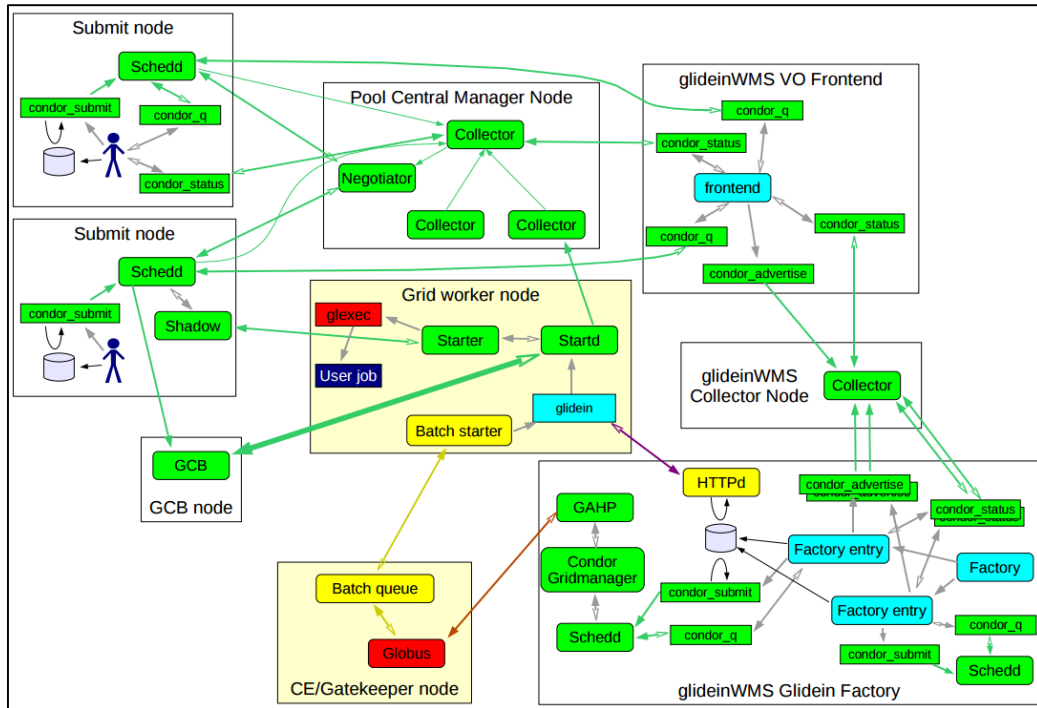 Submit node
Schedd
condor_submit
condor_q
condor_status
Pool Central Manager Node
Collector
Negotiator
Collector
Collector
glideinWMS VO Frontend
condor_q
condor_status
frontend
condor_q
condor_status
condor_advertise
Submit node
Schedd
condor_submit
Shadow
Grid worker node
glexec
Starter
Startd
User job
glidein
Batch starter
glideinWMS
Collector Node
Collector
GCB
GCB node
HTTPd
condor_advertise
condor_advertise
condor_status
condor_status
GAHP
Factory entry
Condor
Gridmanager
Factory
condor_submit
Factory entry
Schedd
condor_q
condor_q
condor_submit
Schedd
glideinWMS Glidein Factory
Batch queue
Globus
CE/Gatekeeper node